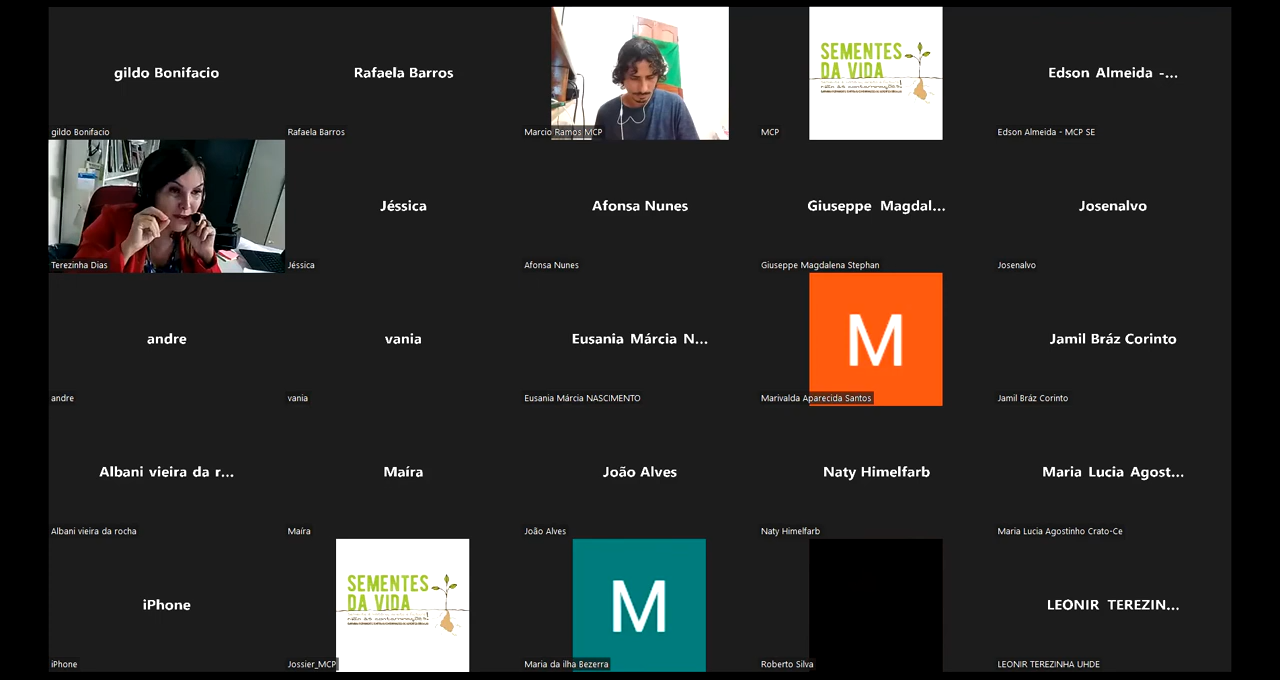 gildo Bonifacio
Rafaela Barros
SEMENTES
DA VIDA
Edson Almeida -...
gildo Bonifacio
Rafaela Barros
Marcio Ramos MCP
MCP
Edson Almeida - MCP SE
Jéssica
Afonsa Nunes
Giuseppe Magdal...
Josenalvo
Terezinha Dias
Jéssica
Afonsa Nunes
Giuseppe Magdalena Stephan
Josenalvo
andre
vania
Eusania Márcia N...
M
Jamil Bráz Corinto
andre
vania
Eusania Márcia NASCIMENTO
Marivalda Aparecida Santos
Jamil Bráz Corinto
Albani vieira da r...
Maíra
João Alves
Naty Himelfarb
Maria Lucia Agost...
Albani vieira da rocha
Maíra
João Alves
Naty Himelfarb
Maria Lucia Agostinho Crato-Ce
iPhone
SEMENTES
DA VIDA
M
LEONIR TEREZIN...
iPhone
Jossier_MCP
Maria da ilha Bezerra
Roberto Silva
LEONIR TEREZINHA UHDE